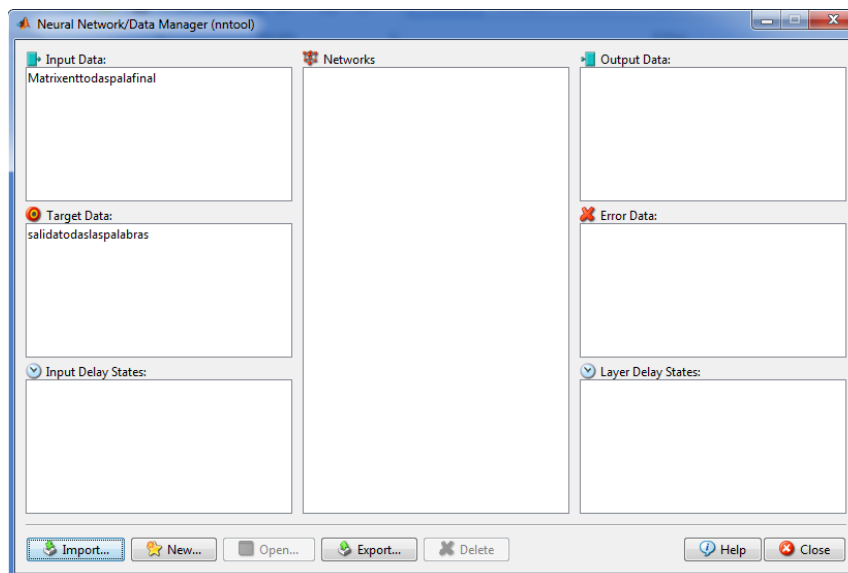 Neural Network/Data Manager (nntool)
Input Data:
Matrixenttodaspalafinal
Networks
Output Data:
Target Data:
salidatodaslaspalabras
Error Data:
Input Delay States:
Layer Delay States:
Import...
New...
Open...
Export...
Delete
Help
Close